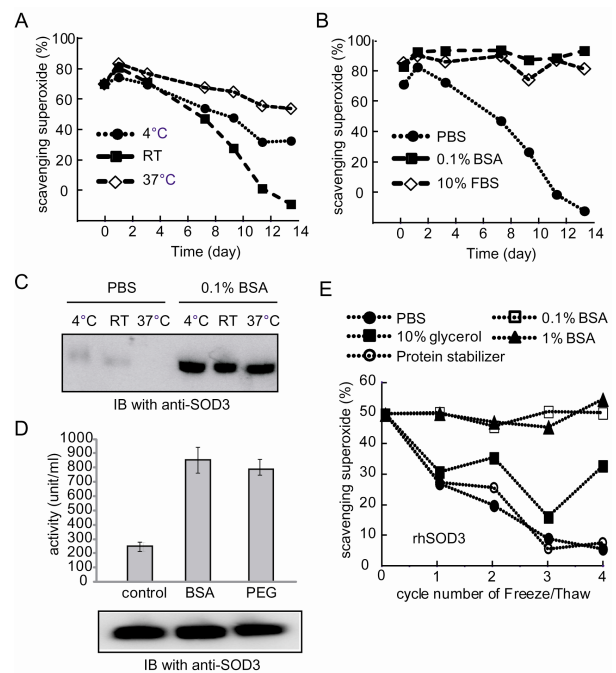 A
scavenging superoxide (%)
100
80
60
40
20
0
4°C
RT
37°C
0 2 4 6 8 10 12 14
Time (day)
B
scavenging superoxide (%)
100
80
60
40
20
0
PBS
0.1% BSA
10% FBS
0 2 4 6 8 10 12 14
Time (day)
C
PBS 0.1% BSA
4°C RT 37°C 4°C RT 37°C
IB with anti-SOD3
D
activity (unit/ml)
1000
900
800
700
600
500
400
300
200
100
0
control BSA PEG
IB with anti-SOD3
E
PBS 0.1% BSA
10% glycerol 1% BSA
Protein stabilizer
scavenging superoxide (%)
60
50
40
30
20
10
0
rhSOD3
0 1 2 3 4
cycle number of Freeze/Thaw